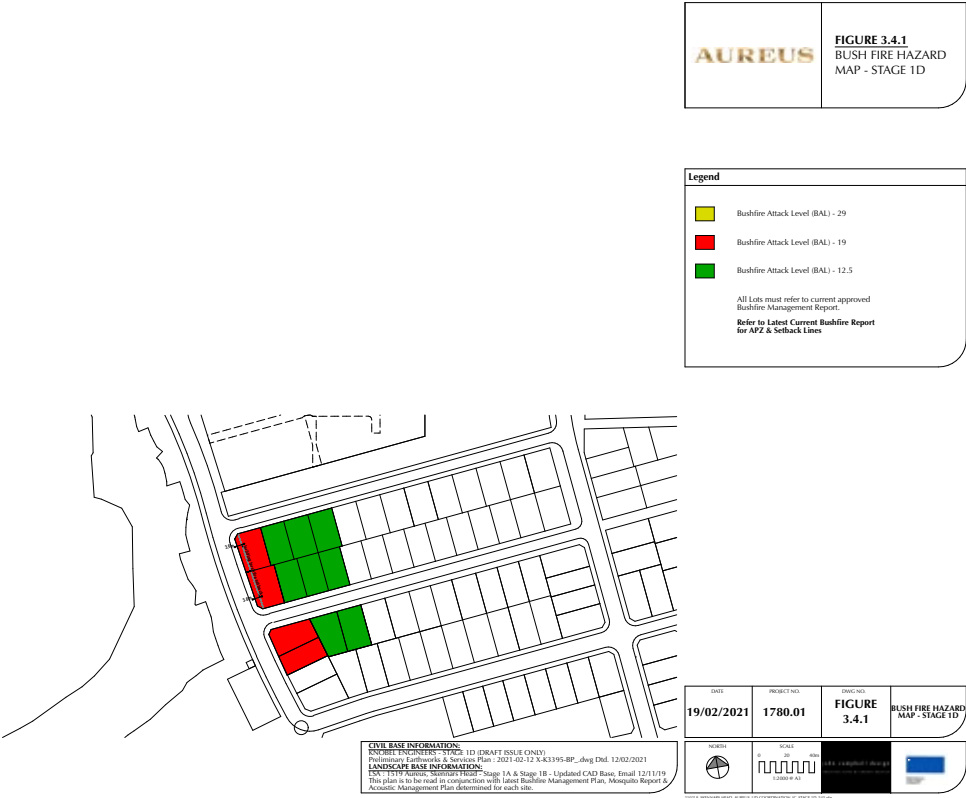 AUREUS
FIGURE 3.4.1
BUSH FIRE HAZARD
MAP - STAGE 1D
Legend
Bushfire Attack Level (BAL) - 29
Bushfire Attack Level (BAL) - 19
Bushfire Attack Level (BAL) - 12.5
All Lots must refer to current approved
Bushfire Management Report.
Refer to Latest Current Bushfire Report
for APZ & Setback Lines
CIVIL BASE INFORMATION:
KNOBEL ENGINEERS - STAGE 1D (DRAFT ISSUE ONLY)
Preliminary Earthworks & Services Plan : 2021-02-12 X-K3395-BP_.dwg Dtd. 12/02/2021
LANDSCAPE BASE INFORMATION:
LSA : 1519 Aureus, Skennars Head - Stage 1A & Stage 1B - Updated CAD Base, Email 12/11/19
This plan is to be read in conjunction with latest Bushfire Management Plan, Mosquito Report &
Acoustic Management Plan determined for each site.
DATE
19/02/2021
PROJECT NO.
1780.01
DWG NO.
FIGURE
3.4.1
BUSH FIRE HAZARD
MAP - STAGE 1D
NORTH
SCALE
0 20 40m
1:2000 @ A3